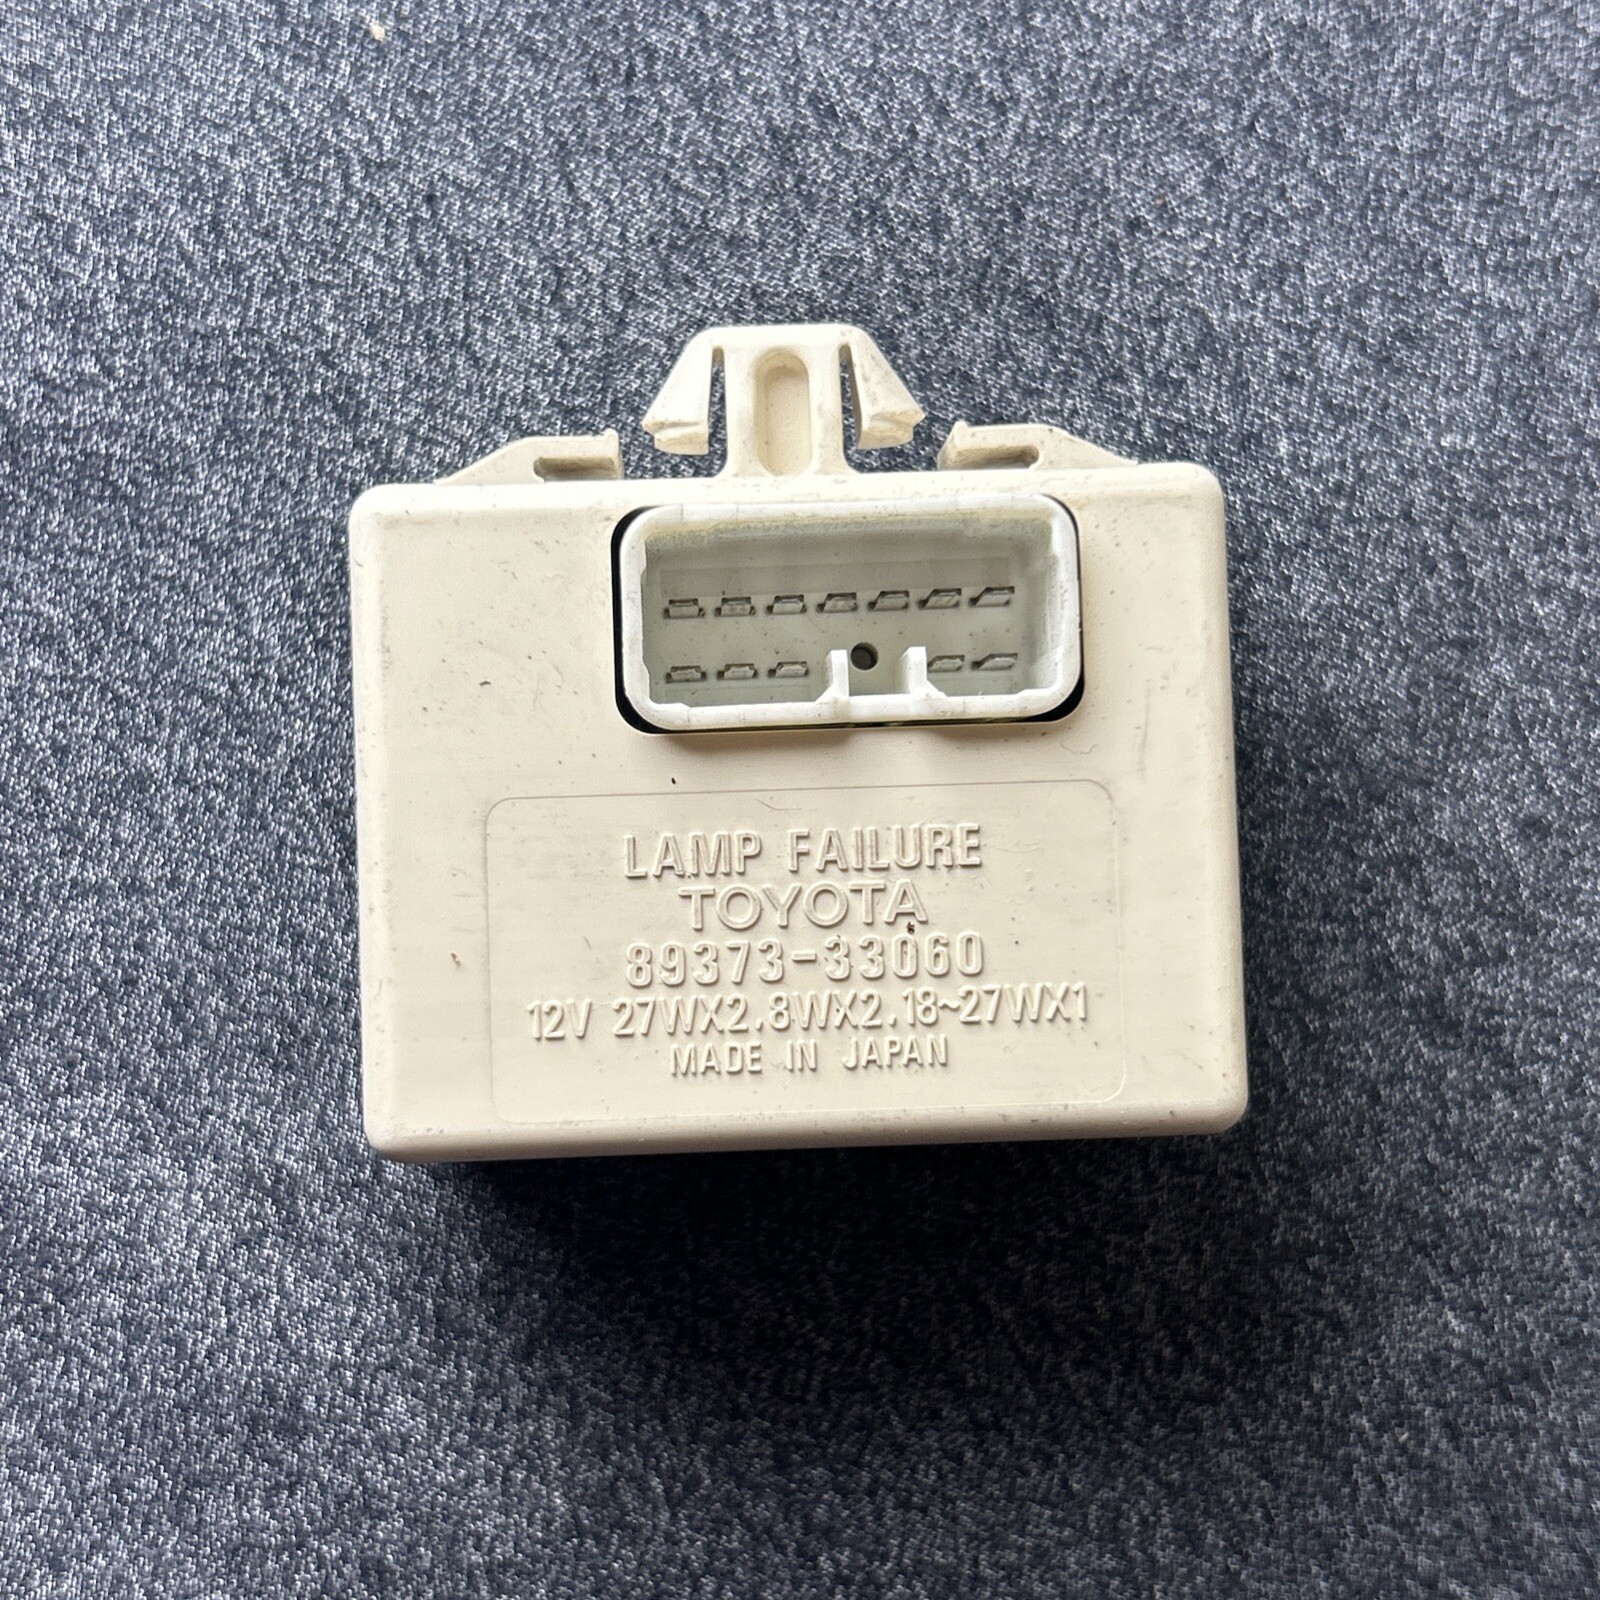 LAMP FAILURE
TOYOTA
89373-33060
12V 27WX2.8WX2.18~27WX1
MADE IN JAPAN